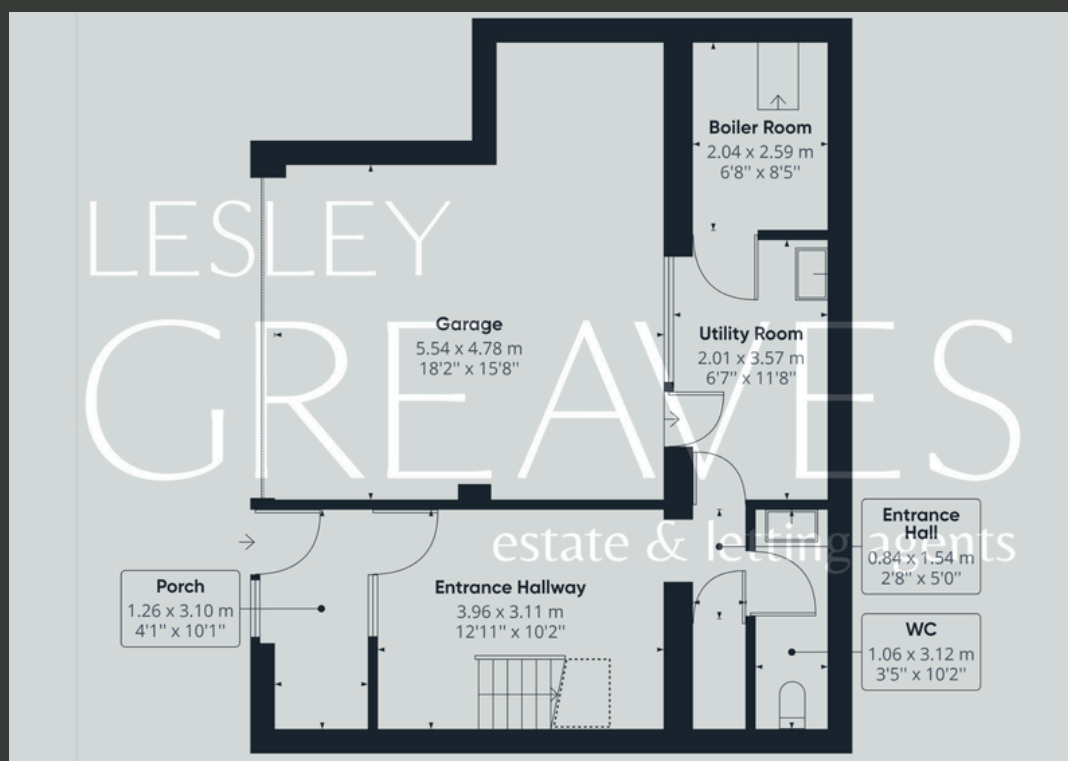 Boiler Room
2.04 x 2.59 m
6'8'' x 8'5''
LESLEY
GREAVES
estate & letting agents
Garage
5.54 x 4.78 m
18'2'' x 15'8''
Utility Room
2.01 x 3.57 m
6'7'' x 11'8''
Entrance
Hall
0.84 x 1.54 m
2'8'' x 5'0''
Porch
1.26 x 3.10 m
4'1'' x 10'1''
Entrance Hallway
3.96 x 3.11 m
12'11'' x 10'2''
WC
1.06 x 3.12 m
3'5'' x 10'2''